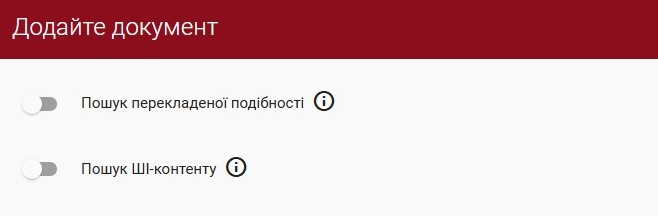 Додайте документ
Пошук перекладеної подібності
Пошук ШІ-контенту